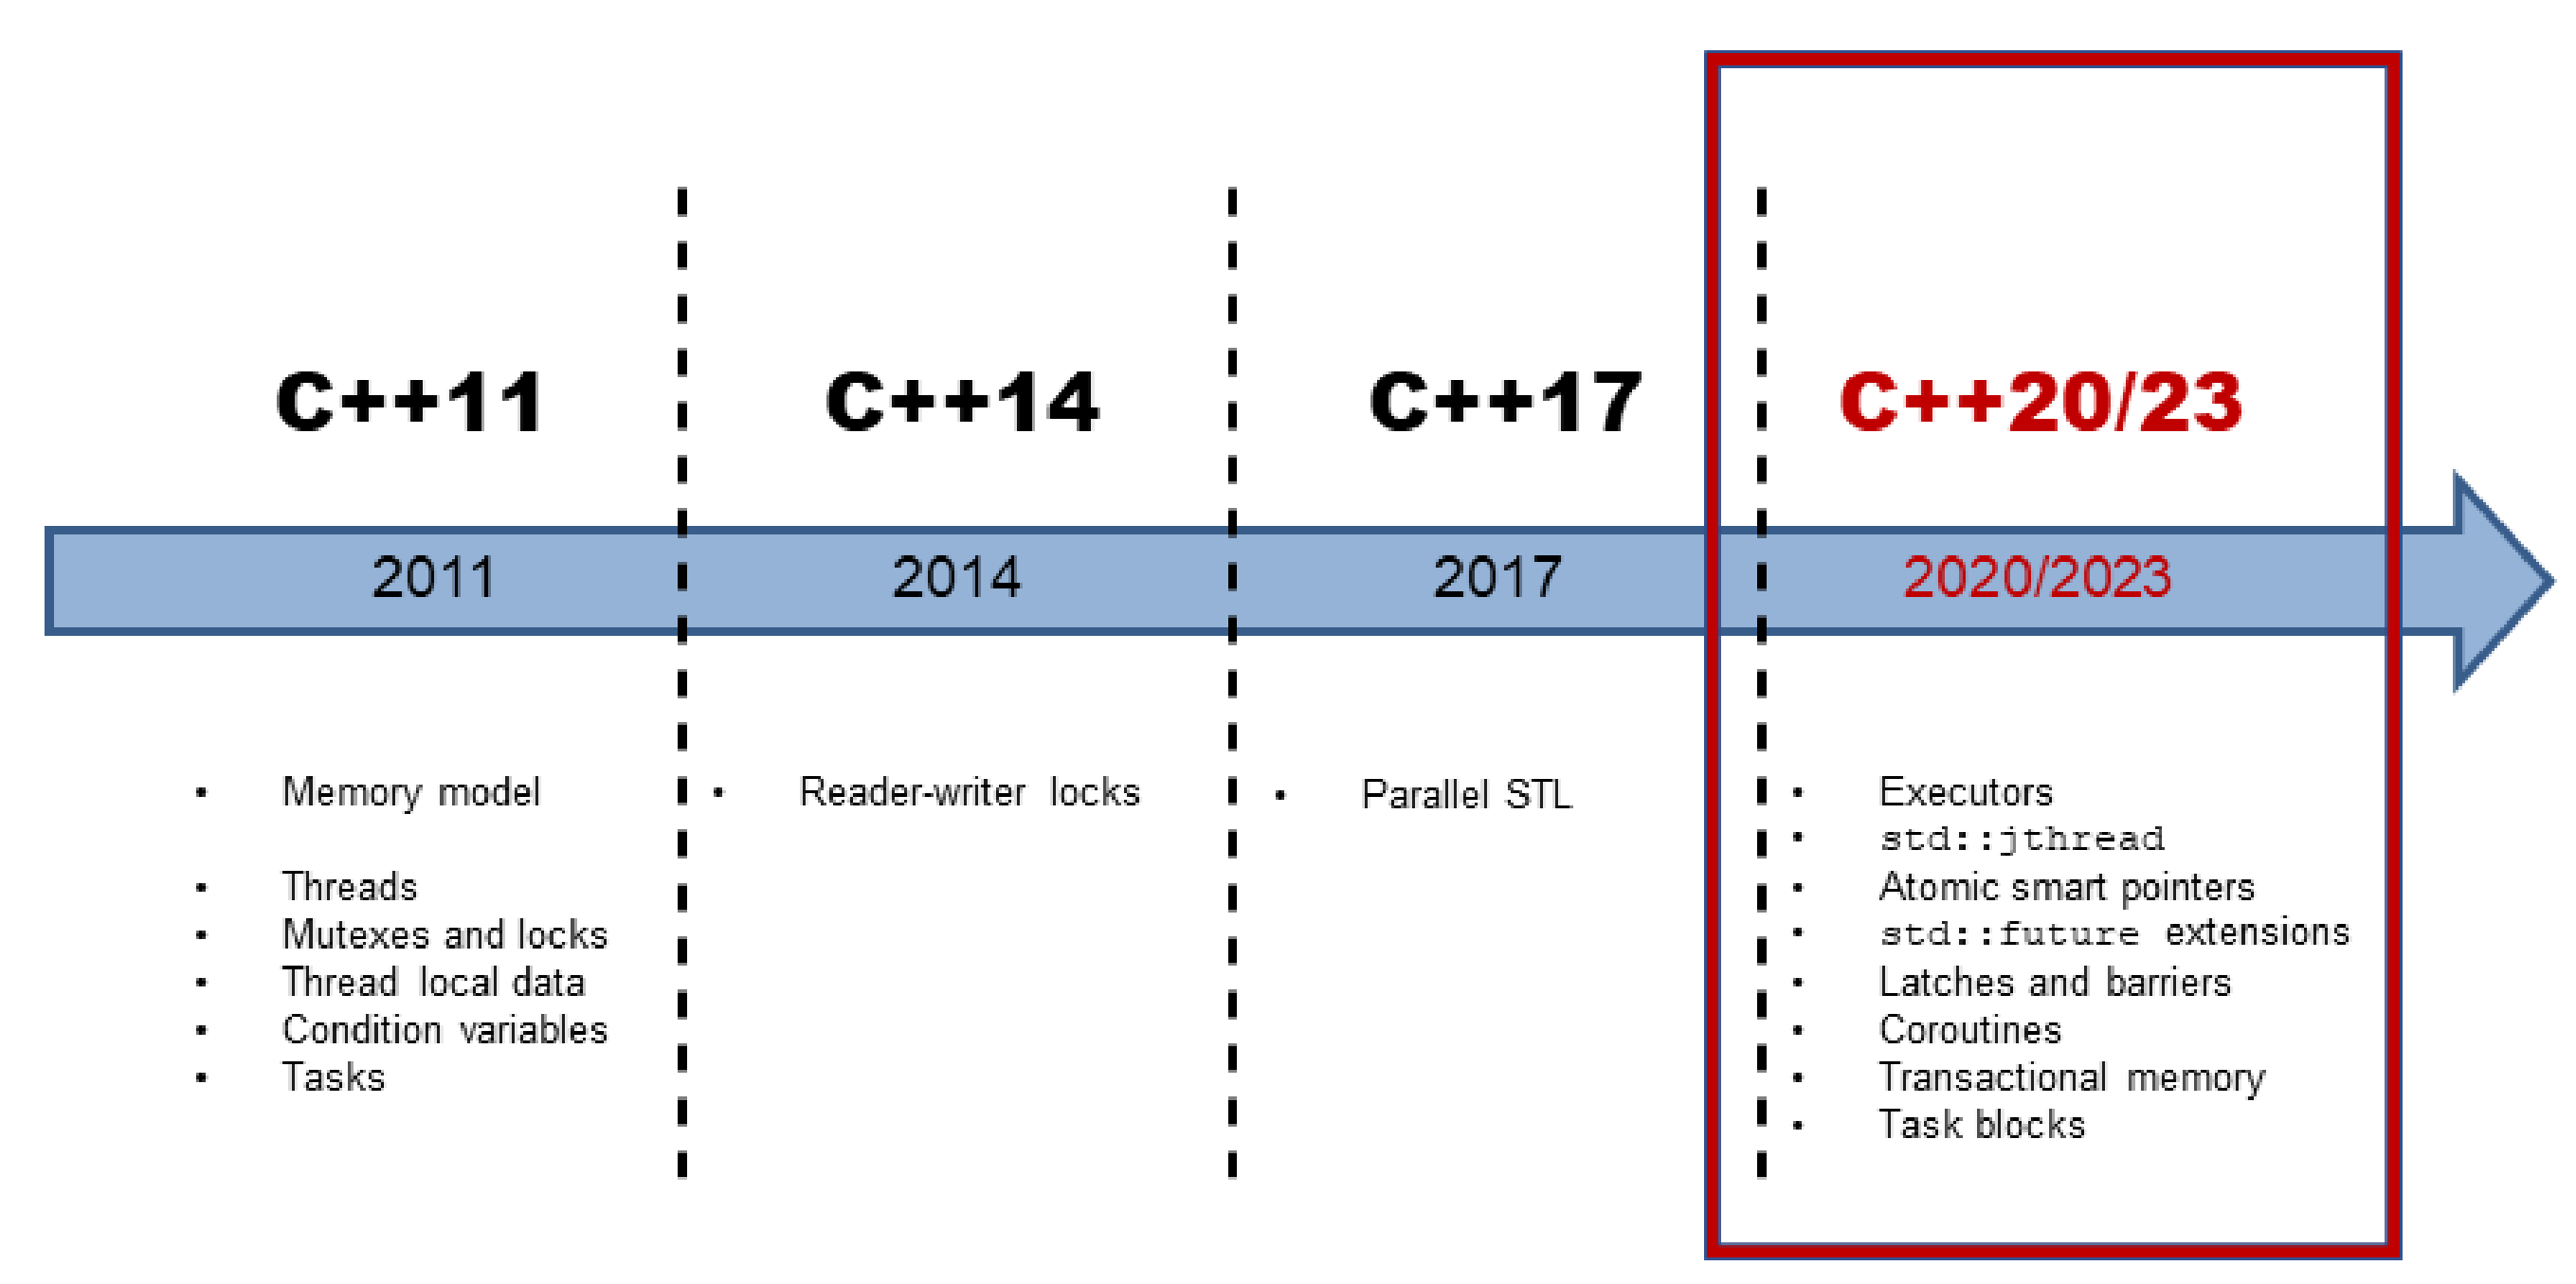 C++11
C++14
C++17
C++20/23
2011
2014
2017
2020/2023
• Memory model
• Threads
• Mutexes and locks
• Thread local data
• Condition variables
• Tasks
• Reader-writer locks
• Parallel STL
• Executors
• std::jthread
• Atomic smart pointers
• std::future extensions
• Latches and barriers
• Coroutines
• Transactional memory
• Task blocks